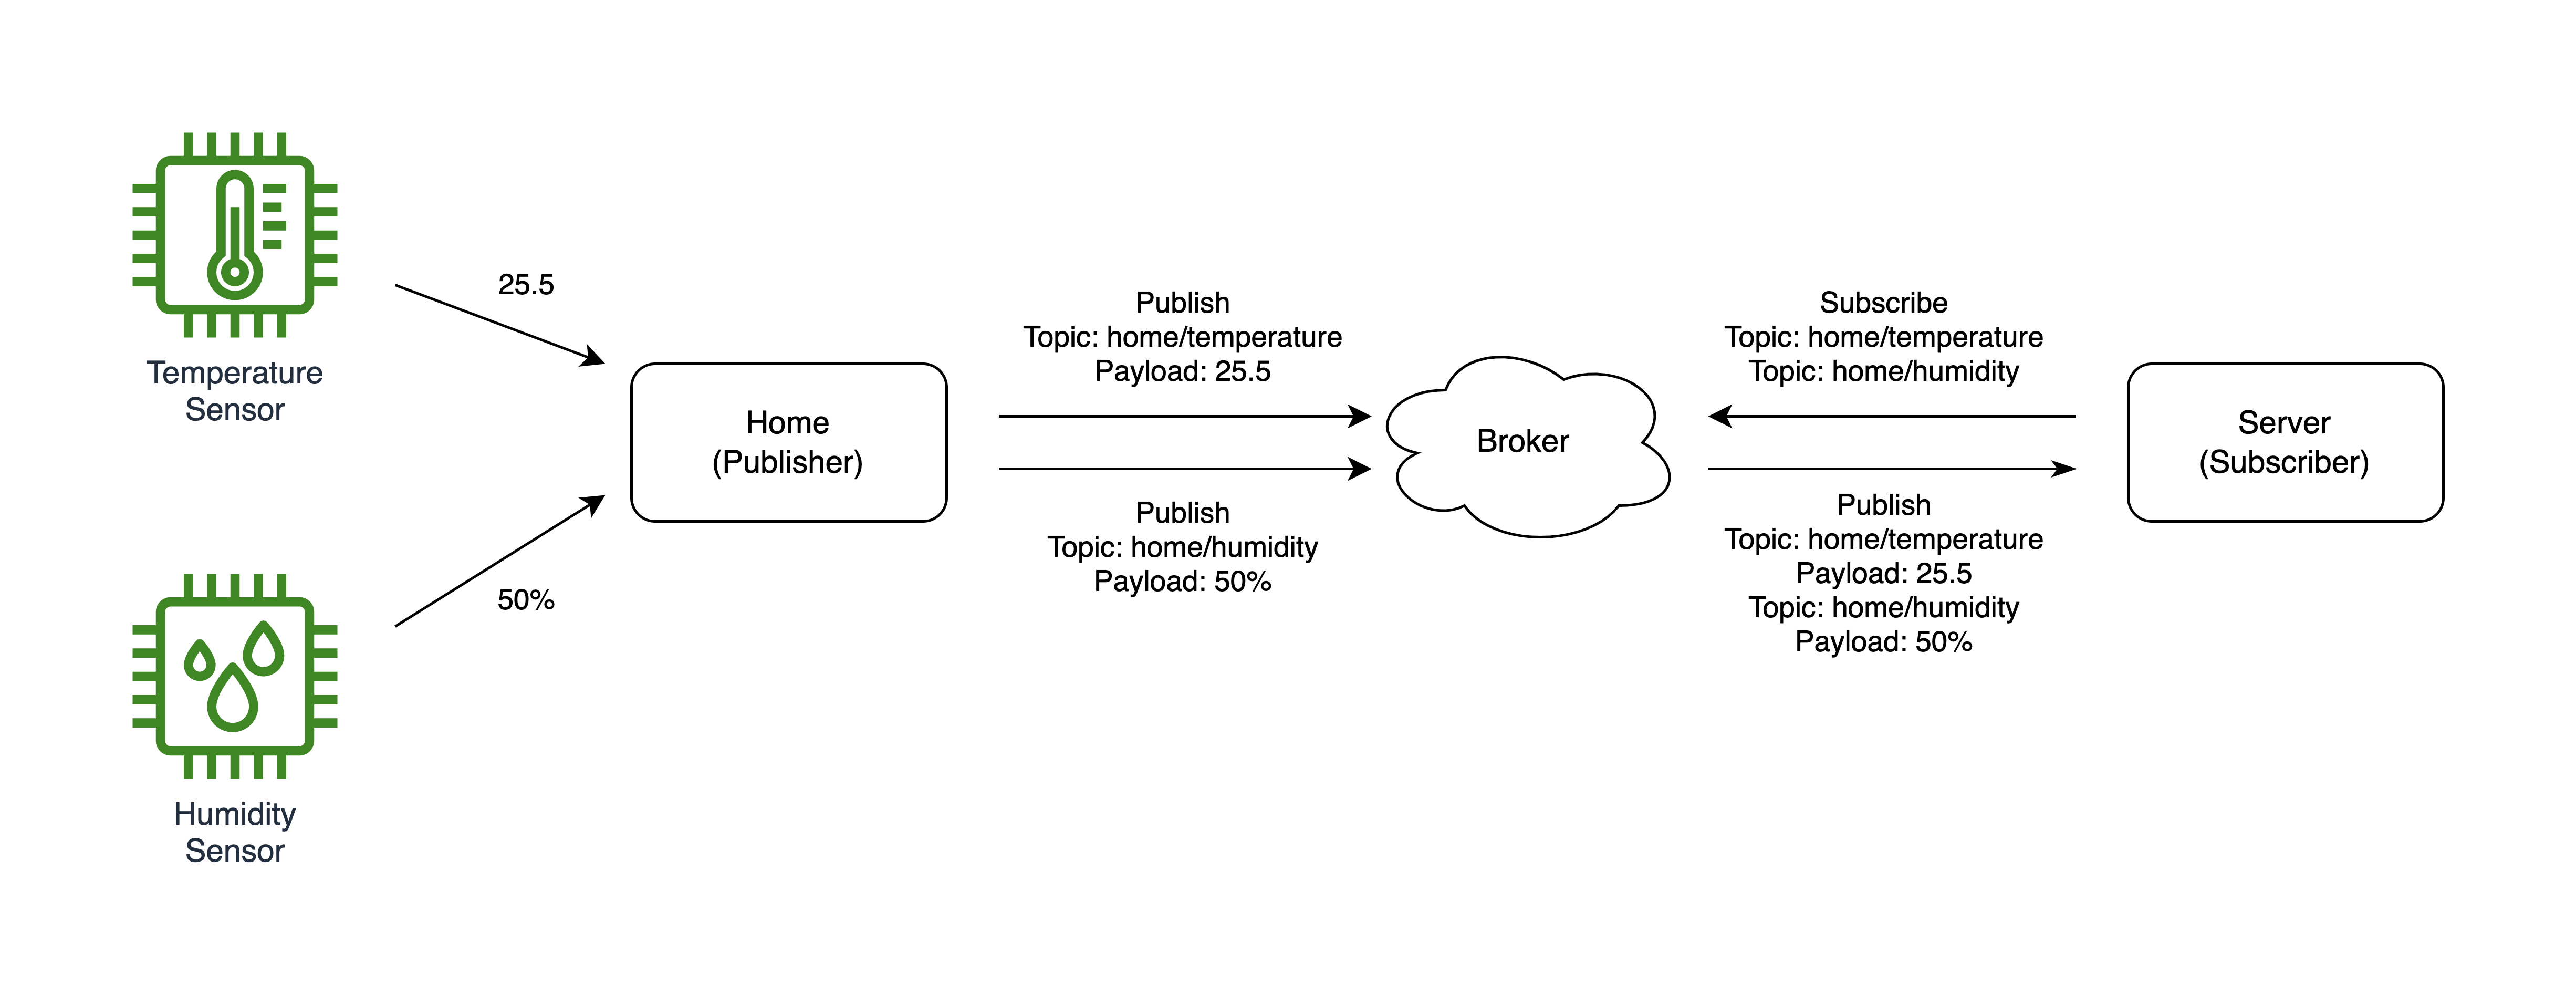 Temperature
Sensor
25.5
Humidity
Sensor
50%
Home
(Publisher)
Publish
Topic: home/temperature
Payload: 25.5
Publish
Topic: home/humidity
Payload: 50%
Broker
Subscribe
Topic: home/temperature
Topic: home/humidity
Publish
Topic: home/temperature
Payload: 25.5
Topic: home/humidity
Payload: 50%
Server
(Subscriber)